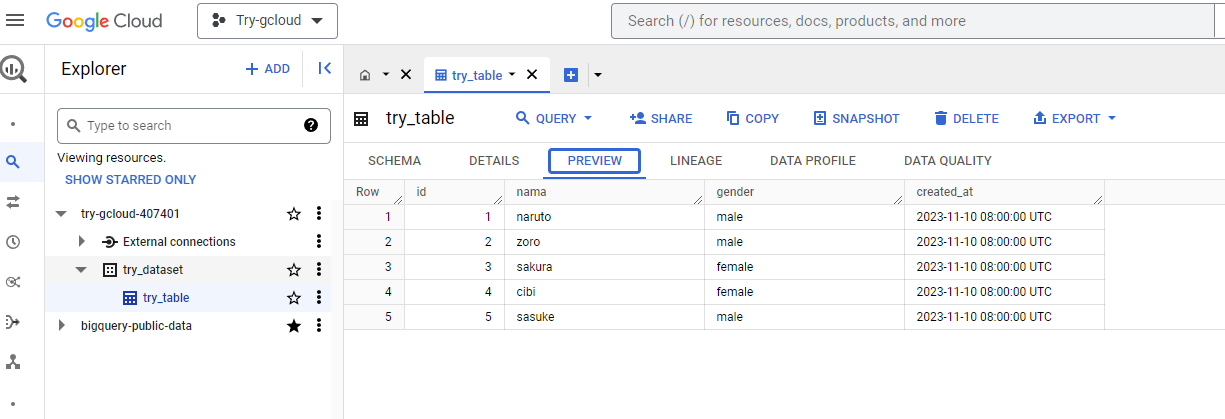 Google Cloud
Try-gcloud
Search (/) for resources, docs, products, and more
Explorer
+ ADD
try_table
Type to search
?
Viewing resources.
SHOW STARRED ONLY
try-gcloud-407401
External connections
try_dataset
try_table
bigquery-public-data
try_table
QUERY
SHARE
COPY
SNAPSHOT
DELETE
EXPORT
SCHEMA DETAILS PREVIEW LINEAGE DATA PROFILE DATA QUALITY
Row id nama gender created_at
1 1 naruto male 2023-11-10 08:00:00 UTC
2 2 zoro male 2023-11-10 08:00:00 UTC
3 3 sakura female 2023-11-10 08:00:00 UTC
4 4 cibi female 2023-11-10 08:00:00 UTC
5 5 sasuke male 2023-11-10 08:00:00 UTC